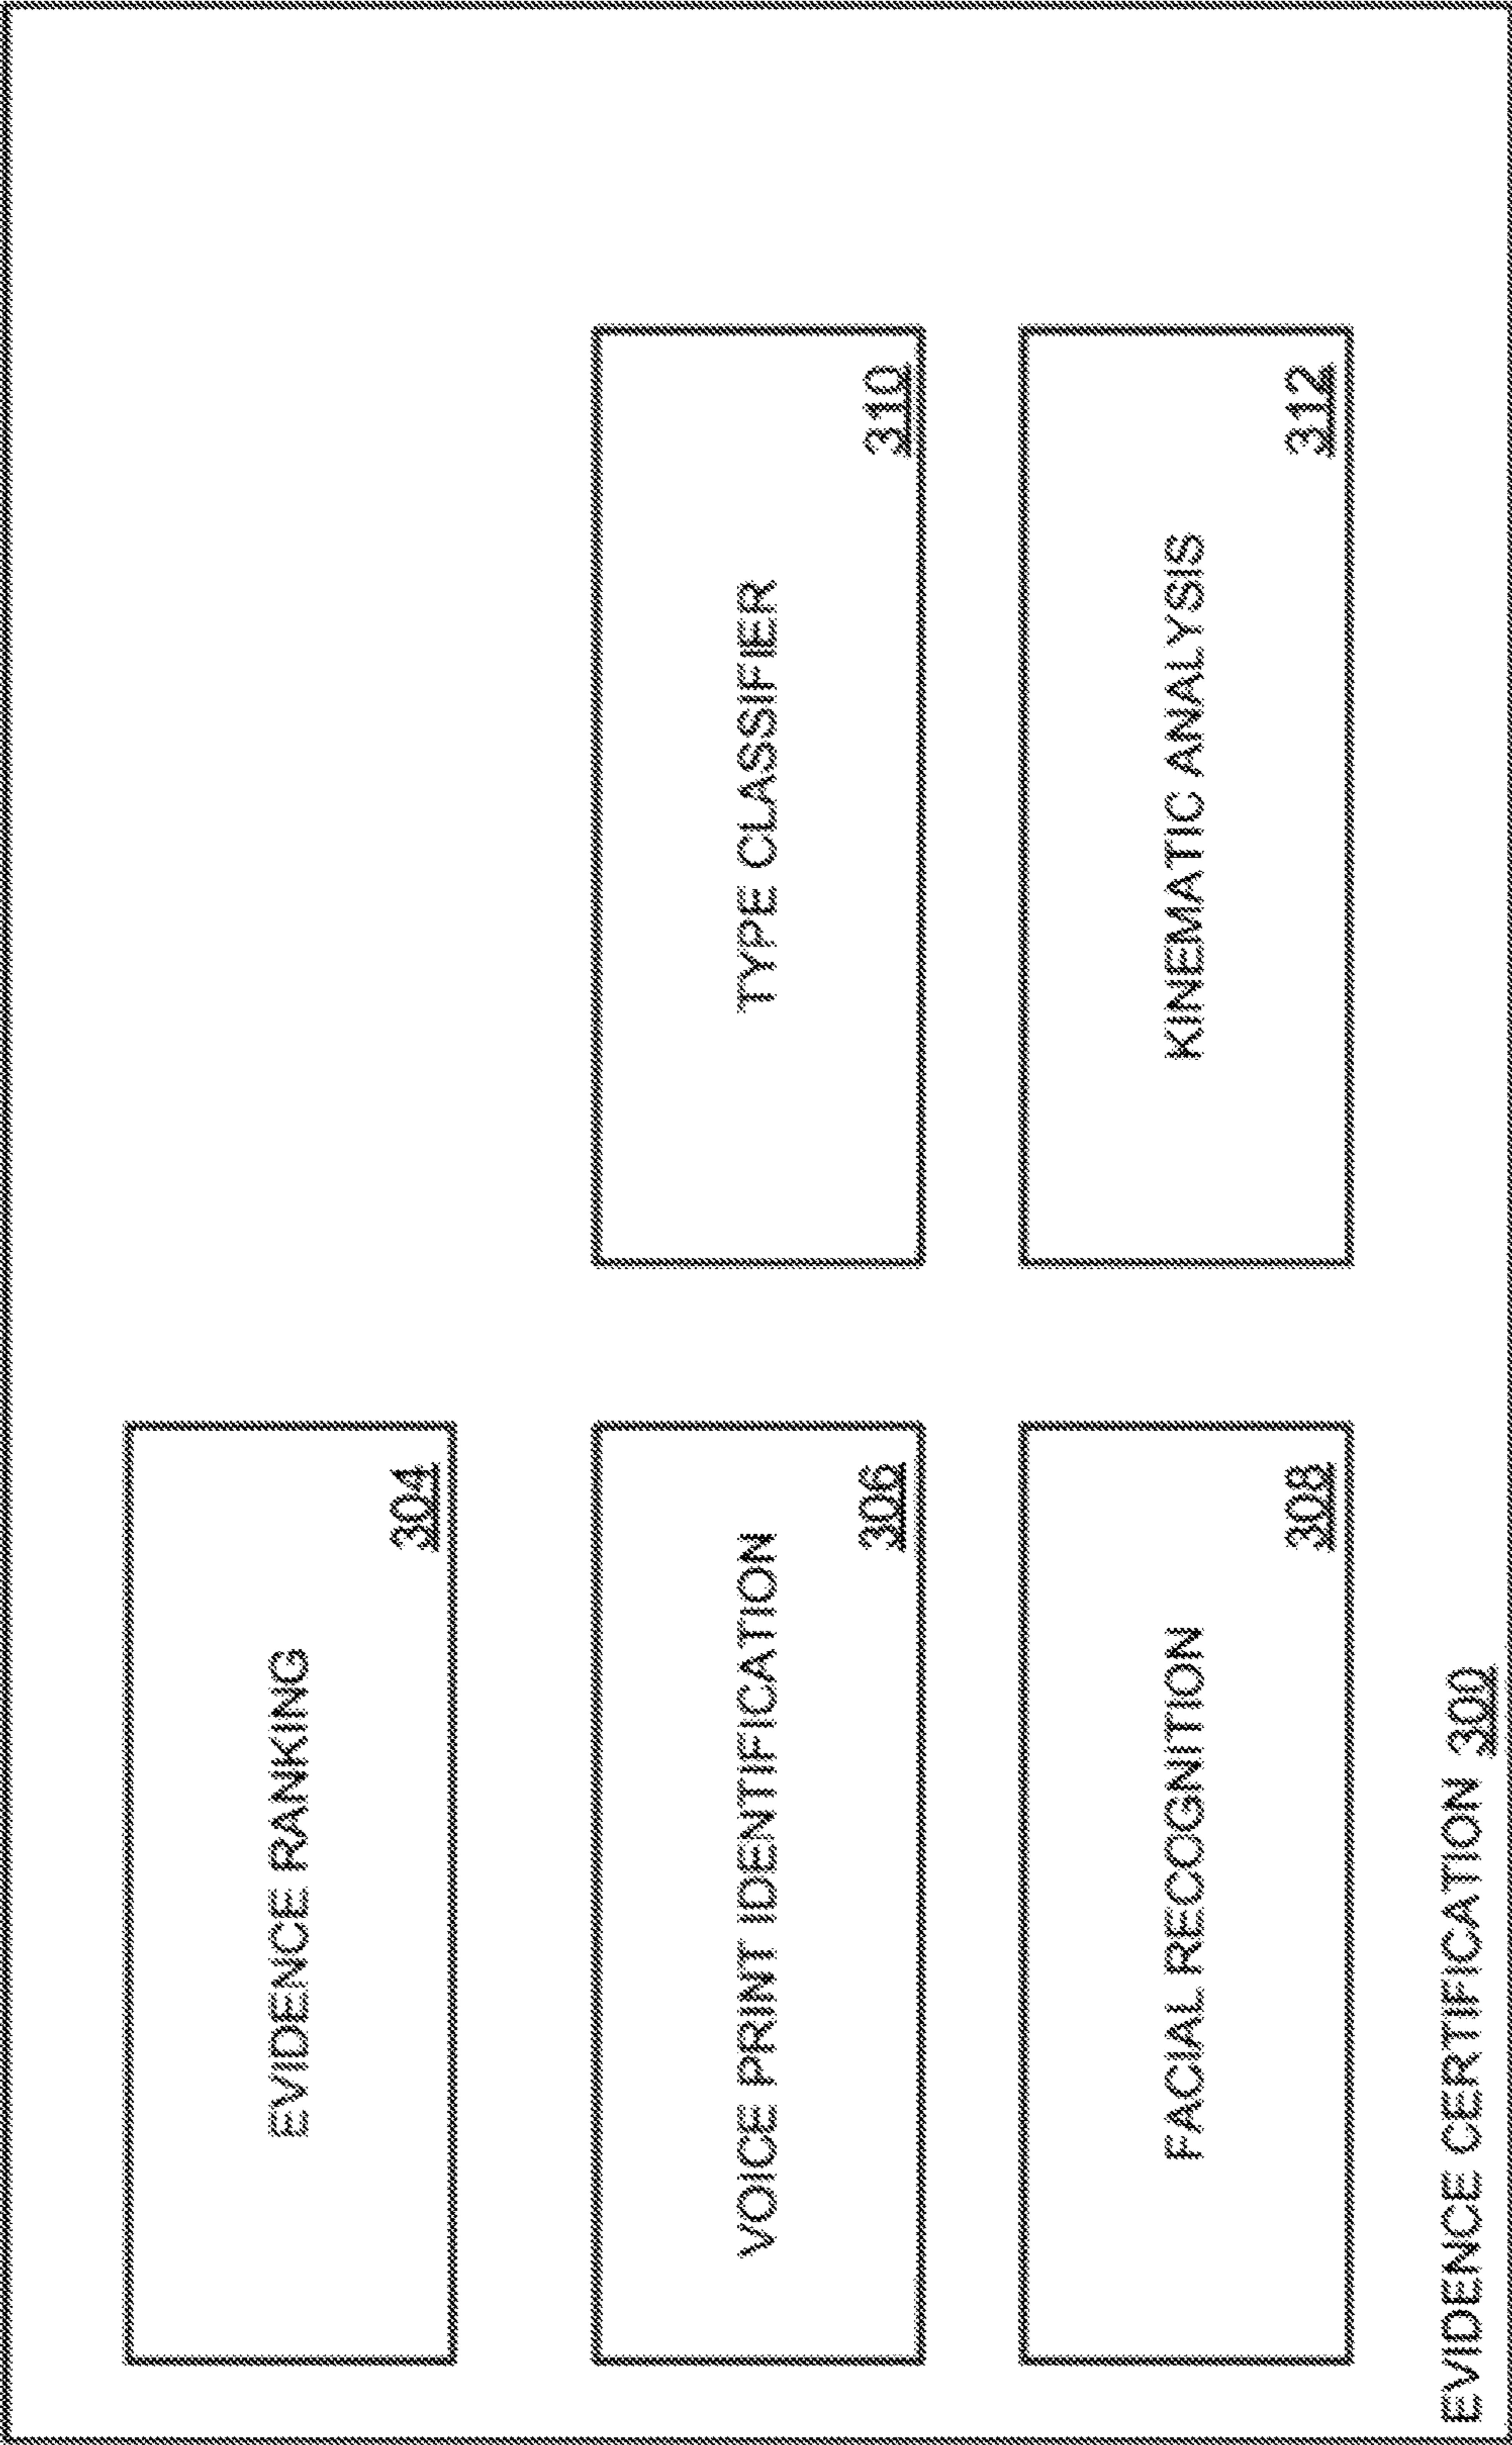 EVIDENCE RANKING
304
VOICE PRINT IDENTIFICATION
306
TYPE CLASSIFIER
310
FACIAL RECOGNITION
308
KINEMATIC ANALYSIS
312
EVIDENCE CERTIFICATION 300